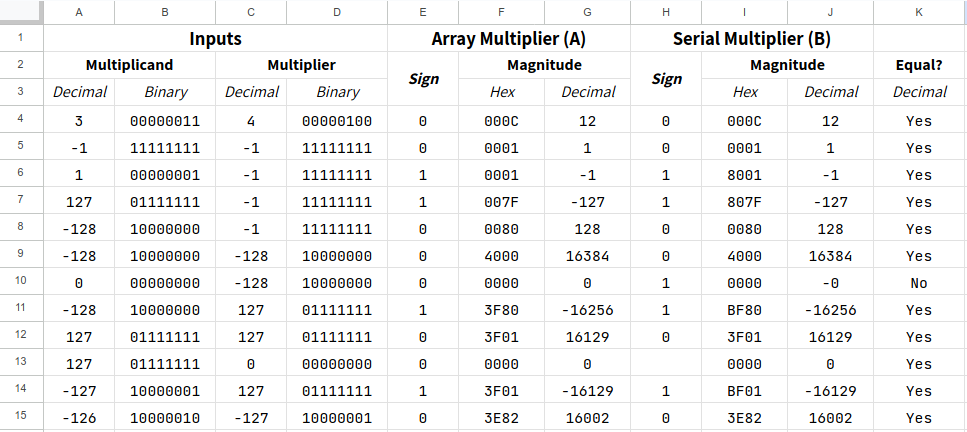 A B C D E F G H I J K
1 Inputs Array Multiplier (A) Serial Multiplier (B)
2 Multiplicand Multiplier Sign Magnitude Sign Magnitude Equal?
3 Decimal Binary Decimal Binary Hex Decimal Hex Decimal Decimal
4 3 00000011 4 00000100 0 000C 12 0 000C 12 Yes
5 -1 11111111 -1 11111111 0 0001 1 0 0001 1 Yes
6 1 00000001 -1 11111111 1 0001 -1 1 8001 -1 Yes
7 127 01111111 -1 11111111 1 007F -127 1 807F -127 Yes
8 -128 10000000 -1 11111111 0 0080 128 0 0080 128 Yes
9 -128 10000000 -128 10000000 0 4000 16384 0 4000 16384 Yes
10 0 00000000 -128 10000000 0 0000 0 1 0000 -0 No
11 -128 10000000 127 01111111 1 3F80 -16256 1 BF80 -16256 Yes
12 127 01111111 127 01111111 0 3F01 16129 0 3F01 16129 Yes
13 127 01111111 0 00000000 0 0000 0 0000 0 Yes
14 -127 10000001 127 01111111 1 3F01 -16129 1 BF01 -16129 Yes
15 -126 10000010 -127 10000001 0 3E82 16002 0 3E82 16002 Yes